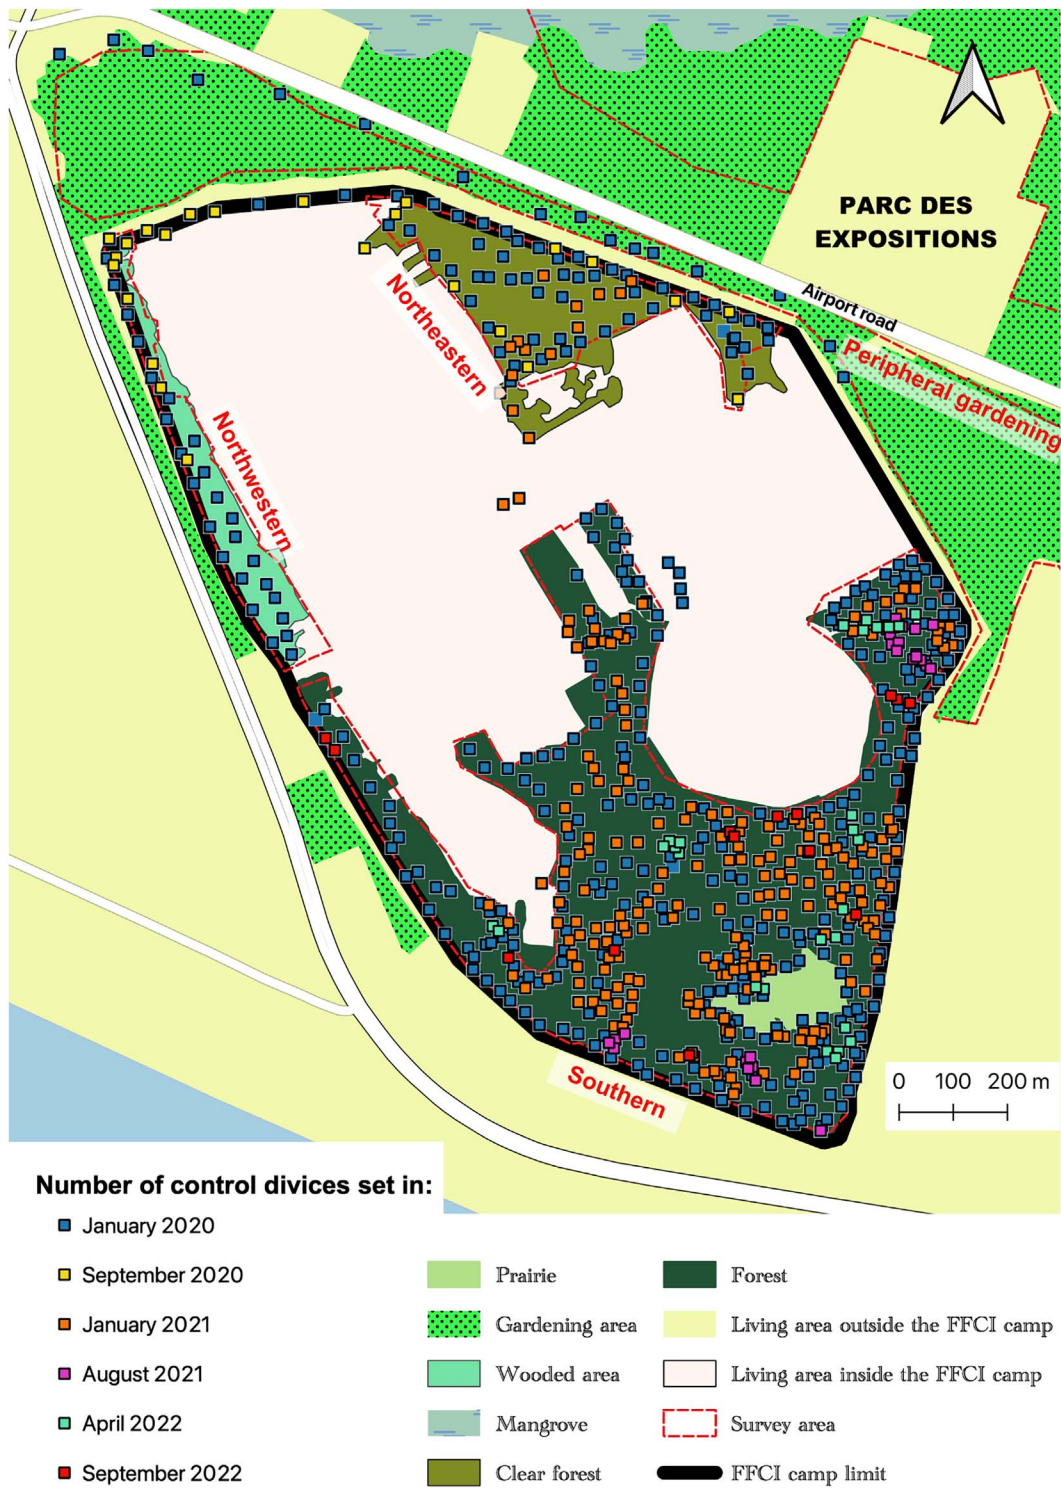 PARC DES
EXPOSITIONS
Airport road
Peripheral gardening
Northeastern
Northwestern
Southern
0 100 200 m
Number of control divices set in:
January 2020
September 2020
January 2021
August 2021
April 2022
September 2022
Prairie
Gardening area
Wooded area
Mangrove
Clear forest
Forest
Living area outside the FFCI camp
Living area inside the FFCI camp
Survey area
FFCI camp limit